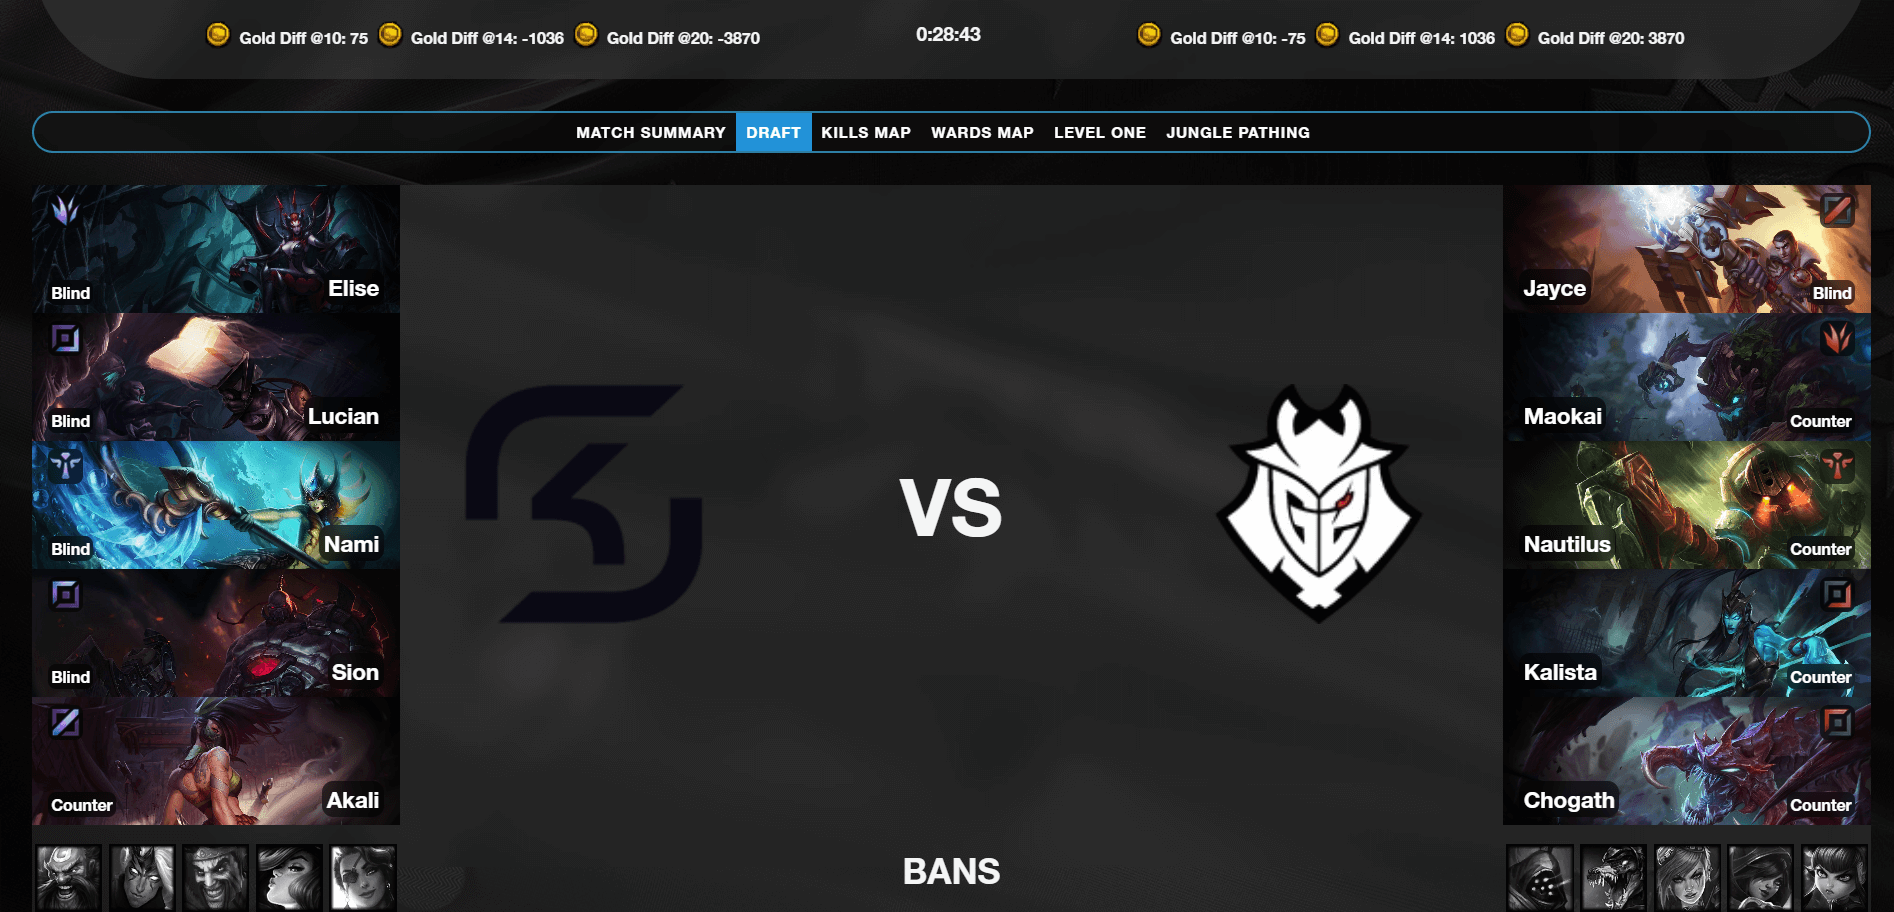 Gold Diff @10: 75 Gold Diff @14: -1036 Gold Diff @20: -3870
0:28:43
Gold Diff @10: -75 Gold Diff @14: 1036 Gold Diff @20: 3870
MATCH SUMMARY DRAFT KILLS MAP WARDS MAP LEVEL ONE JUNGLE PATHING
Blind Elise
Blind Lucian
Blind Nami
Blind Sion
Counter Akali
VS
G2
Jayce Blind
Maokai Counter
Nautilus Counter
Kalista Counter
Chogath Counter
BANS